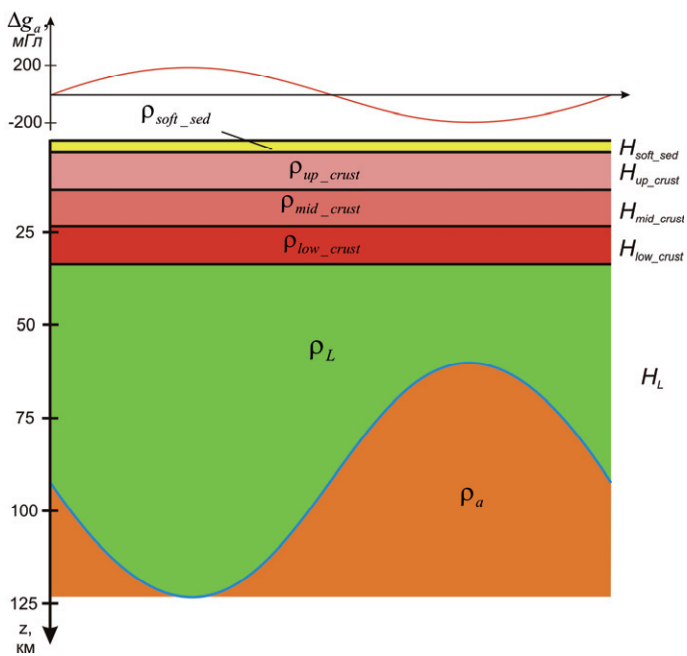 Δgₐ,
мГл
200
-200
ρsoft_sed
Hsoft_sed
ρup_crust
Hup_crust
ρmid_crust
Hmid_crust
25
ρlow_crust
Hlow_crust
50
ρL
HL
75
ρa
100
125
z,
км